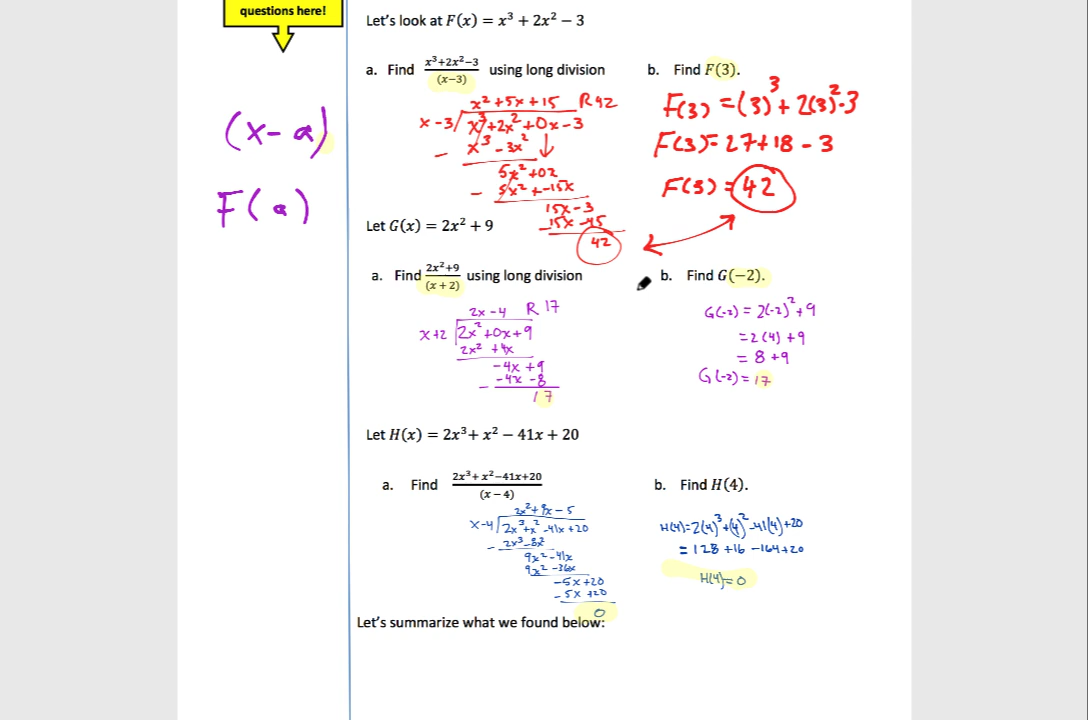 questions here!
(x-a)
F(a)
Let's look at F(x) = x³ + 2x² − 3
a. Find x³+2x²−3 / (x−3) using long division
x² + 5x + 15 R42
x - 3 / x³+2x²+0x-3
- x³ - 3x²
5x² + 0x
- 5x² + -15x
15x - 3
- 15x - 45
42
b. Find F(3).
F(3) = (3)³ + 2(3)² - 3
F(3) = 27 + 18 - 3
F(3) = 42
Let G(x) = 2x² + 9
a. Find 2x²+9 / (x + 2) using long division
2x - 4 R 17
x+2 / 2x² + 0x + 9
2x² + 4x
-4x + 9
- -4x - 8
17
b. Find G(−2).
G(-2) = 2(-2)² + 9
= 2(4) + 9
= 8 + 9
G(-2) = 17
Let H(x) = 2x³ + x² − 41x + 20
a. Find 2x³+ x²−41x+20 / (x − 4)
2x² + 9x - 5
x-4 / 2x³ + x² - 41x + 20
- 2x³ - 8x²
9x² - 41x
9x² - 36x
-5x + 20
- 5x + 20
0
b. Find H(4).
H(4) = 2(4)³ + (4)² - 41(4) + 20
= 128 + 16 - 164 + 20
H(4) = 0
Let's summarize what we found below: